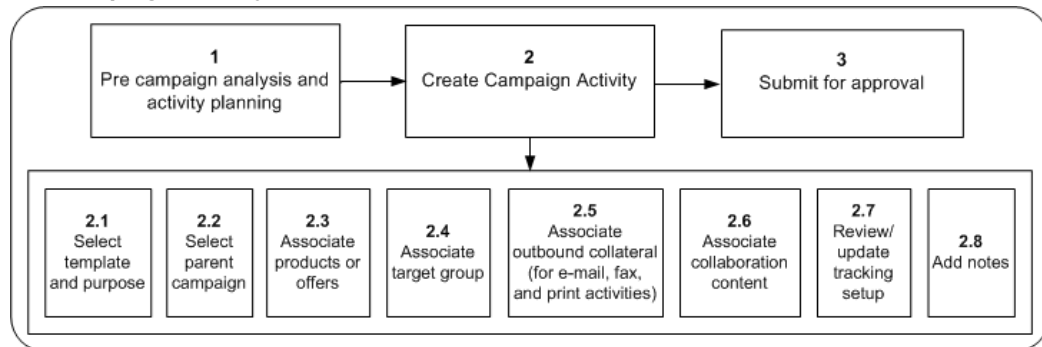 1
Pre campaign analysis and
activity planning
2
Create Campaign Activity
3
Submit for approval
2.1
Select
template
and purpose
2.2
Select
parent
campaign
2.3
Associate
products or
offers
2.4
Associate
target group
2.5
Associate
outbound collateral
(for e-mail, fax,
and print activities)
2.6
Associate
collaboration
content
2.7
Review/
update
tracking
setup
2.8
Add notes